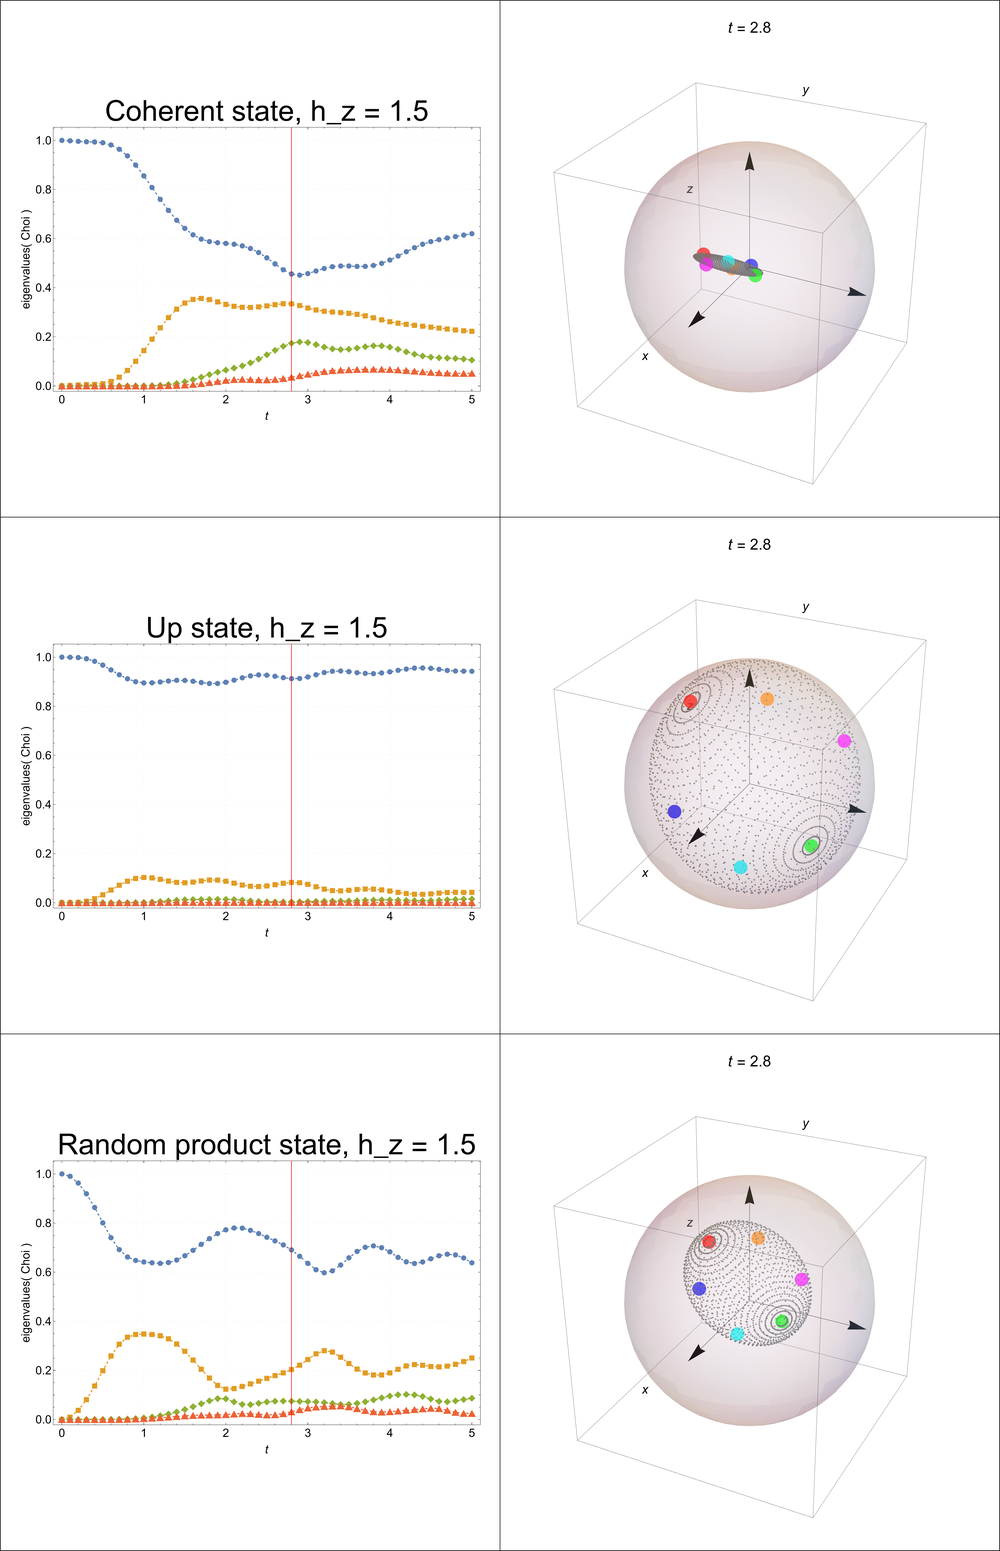 Coherent state, h_z = 1.5
eigenvalues( Choi )
1.0
0.8
0.6
0.4
0.2
0.0
0 1 2 3 4 5
t
t = 2.8
y
z
x
Up state, h_z = 1.5
eigenvalues( Choi )
1.0
0.8
0.6
0.4
0.2
0.0
0 1 2 3 4 5
t
t = 2.8
y
z
x
Random product state, h_z = 1.5
eigenvalues( Choi )
1.0
0.8
0.6
0.4
0.2
0.0
0 1 2 3 4 5
t
t = 2.8
y
z
x